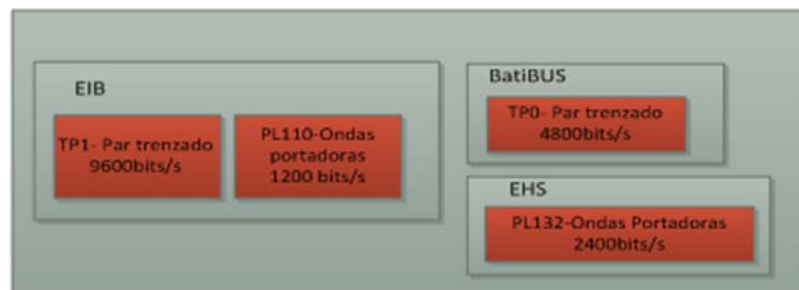 EIB
TP1- Par trenzado
9600bits/s
PL110-Ondas
portadoras
1200 bits/s
BatiBUS
TP0- Par trenzado
4800bits/s
EHS
PL132-Ondas Portadoras
2400bits/s